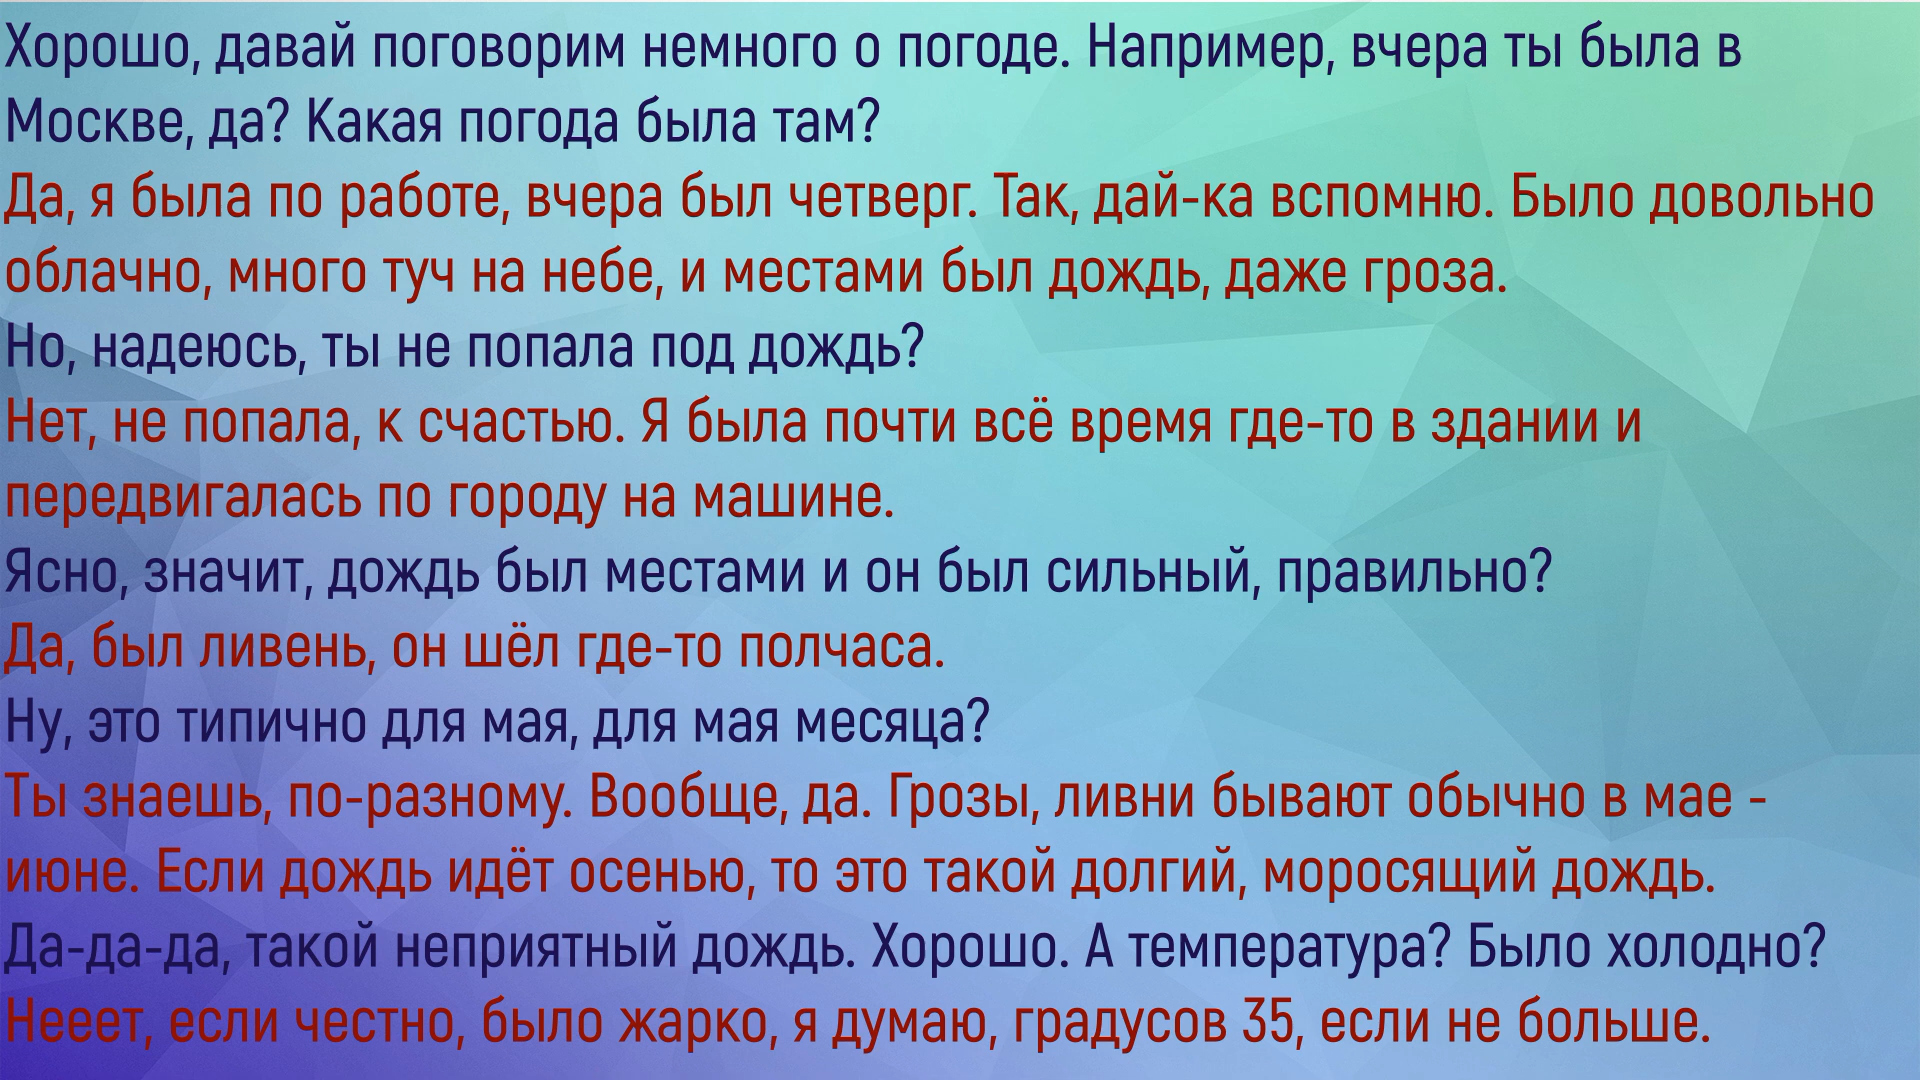 Хорошо, давай поговорим немного о погоде. Например, вчера ты была в
Москве, да? Какая погода была там?
Да, я была по работе, вчера был четверг. Так, дай-ка вспомню. Было довольно
облачно, много туч на небе, и местами был дождь, даже гроза.
Но, надеюсь, ты не попала под дождь?
Нет, не попала, к счастью. Я была почти всё время где-то в здании и
передвигалась по городу на машине.
Ясно, значит, дождь был местами и он был сильный, правильно?
Да, был ливень, он шёл где-то полчаса.
Ну, это типично для мая, для мая месяца?
Ты знаешь, по-разному. Вообще, да. Грозы, ливни бывают обычно в мае -
июне. Если дождь идёт осенью, то это такой долгий, моросящий дождь.
Да-да-да, такой неприятный дождь. Хорошо. А температура? Было холодно?
Нееет, если честно, было жарко, я думаю, градусов 35, если не больше.